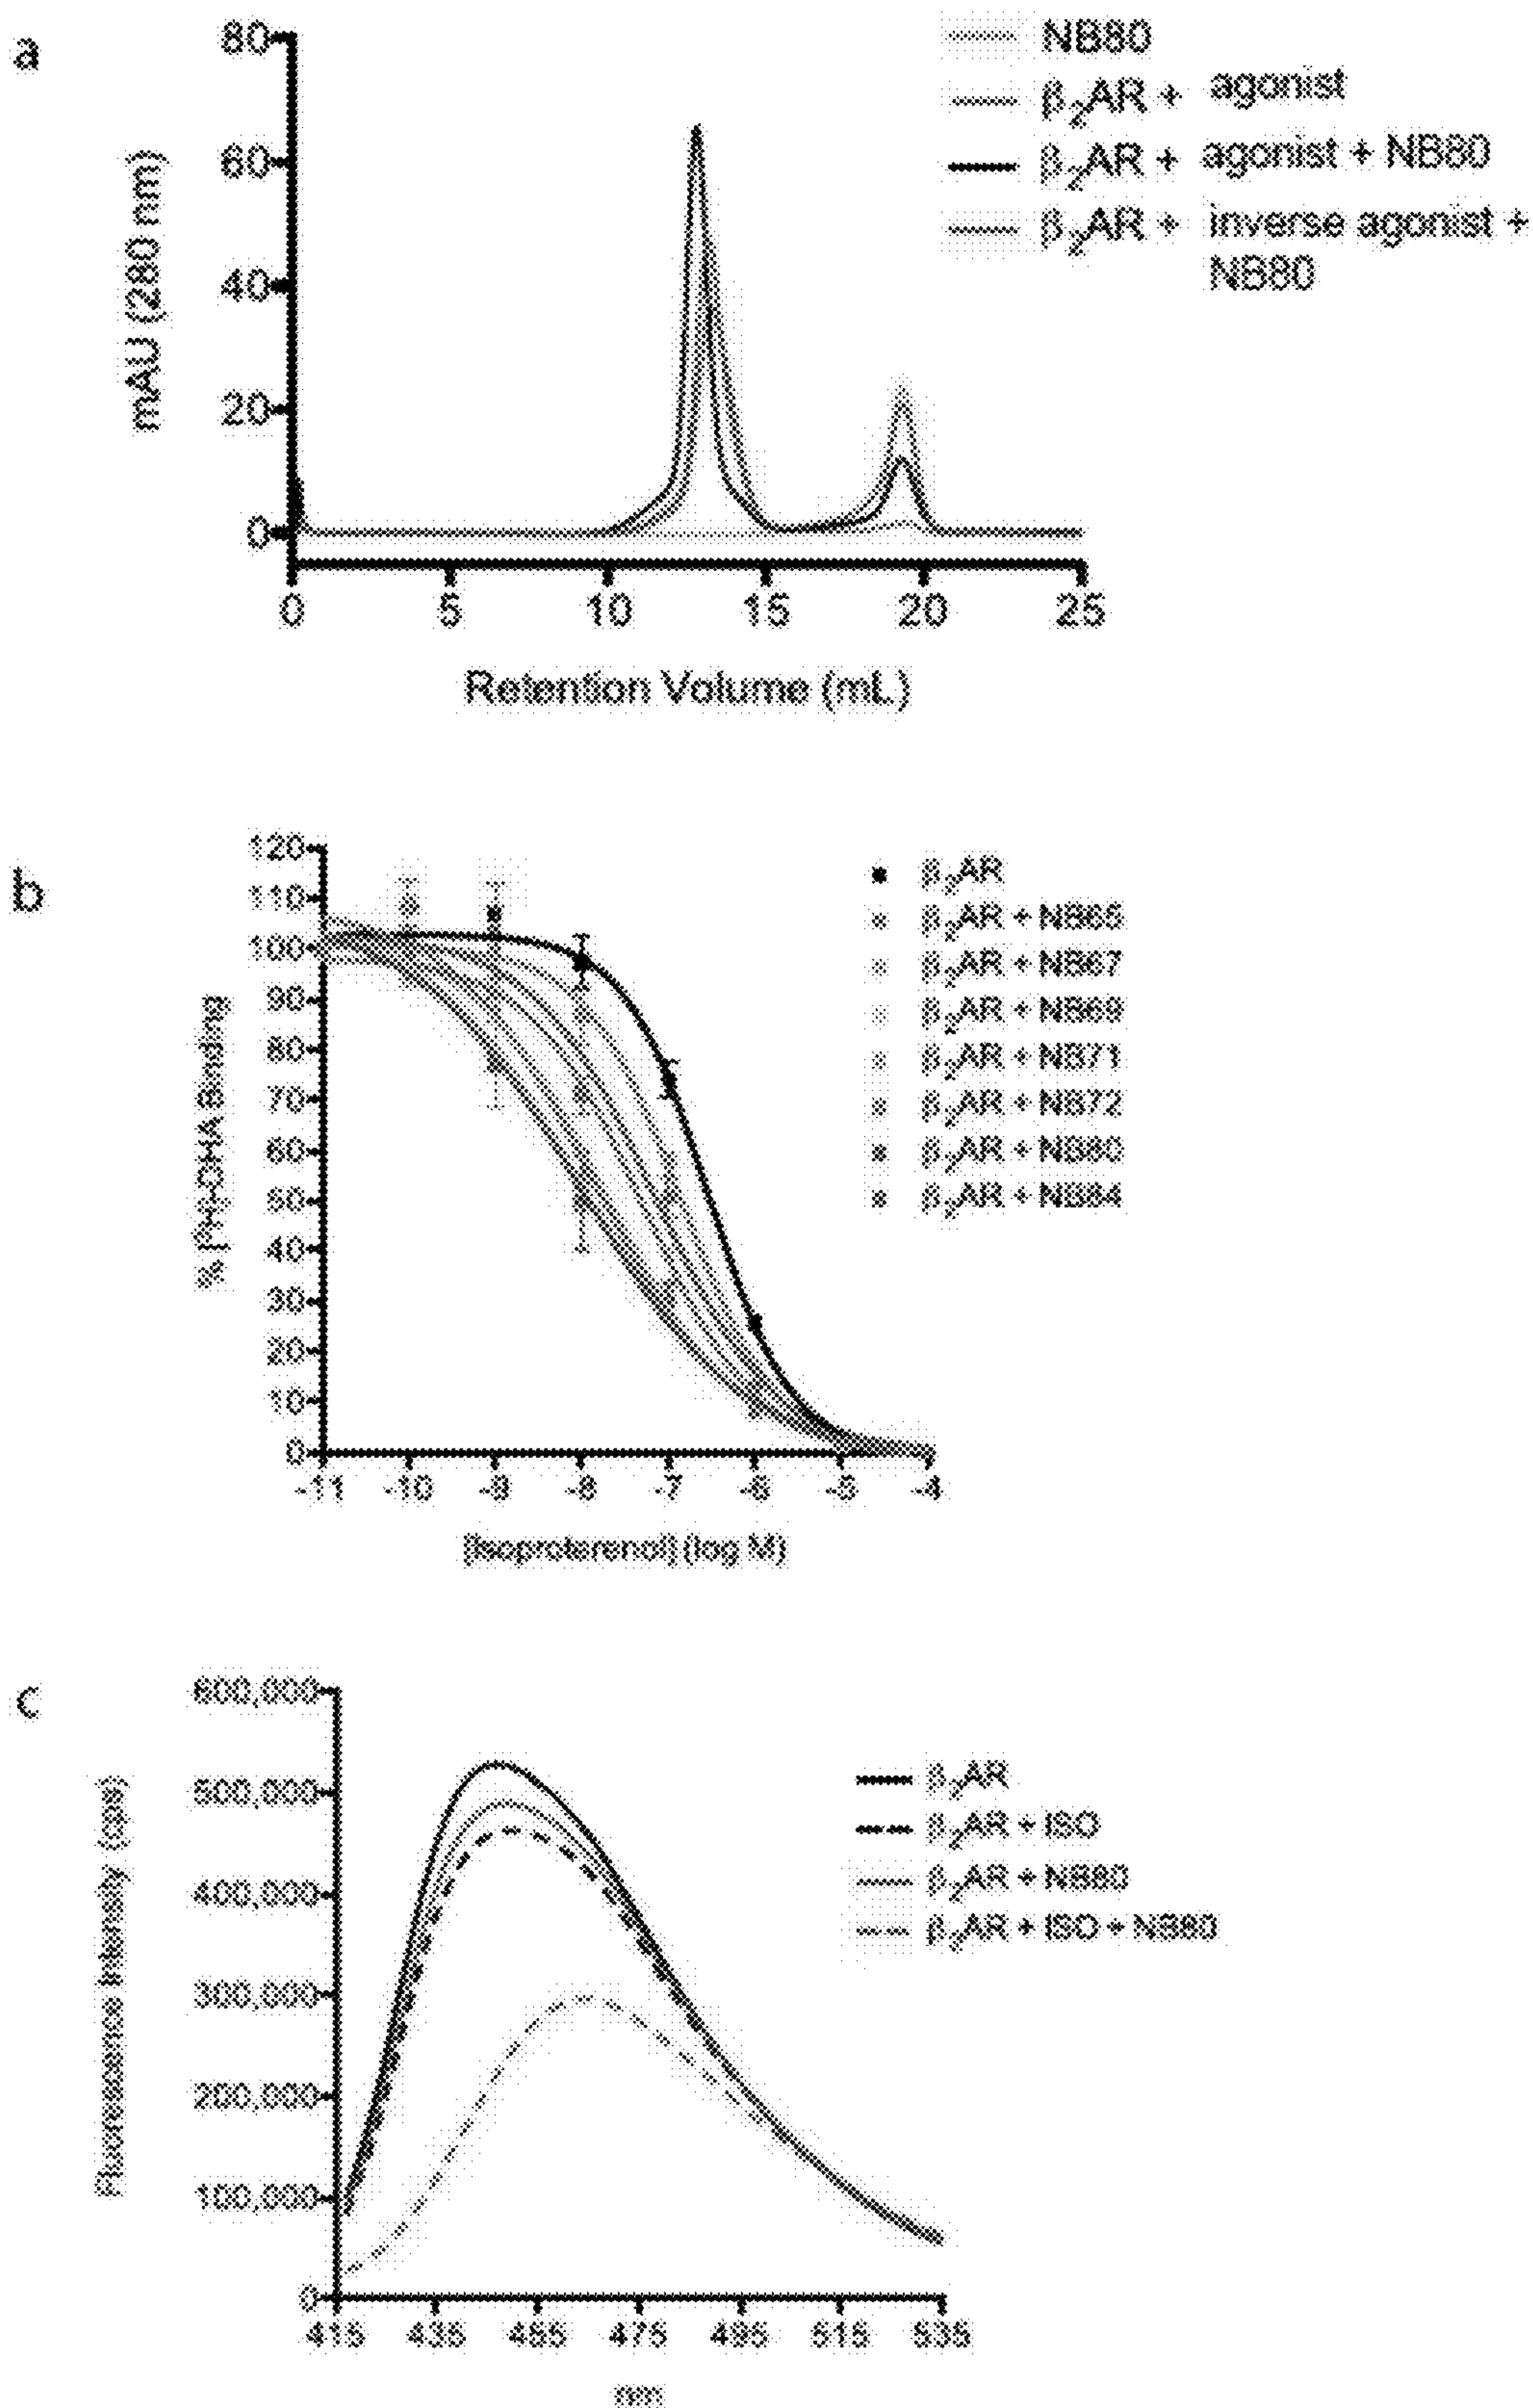 a
80
60
40
20
0
mAU (280 nm)
0 5 10 15 20 25
Retention Volume (mL)
NB80
β2AR + agonist
β2AR + agonist + NB80
β2AR + inverse agonist +
NB80
b
120
110
100
90
80
70
60
50
40
30
20
10
0
% [3H]-DHA Binding
-11 -10 -9 -8 -7 -6 -5 -4
[Isoproterenol] (log M)
β2AR
β2AR + NB65
β2AR + NB67
β2AR + NB69
β2AR + NB71
β2AR + NB72
β2AR + NB80
β2AR + NB84
c
600,000
500,000
400,000
300,000
200,000
100,000
0
Fluorescence Intensity (cps)
415 435 455 475 495 515 535
nm
β2AR
β2AR + ISO
β2AR + NB80
β2AR + ISO + NB80